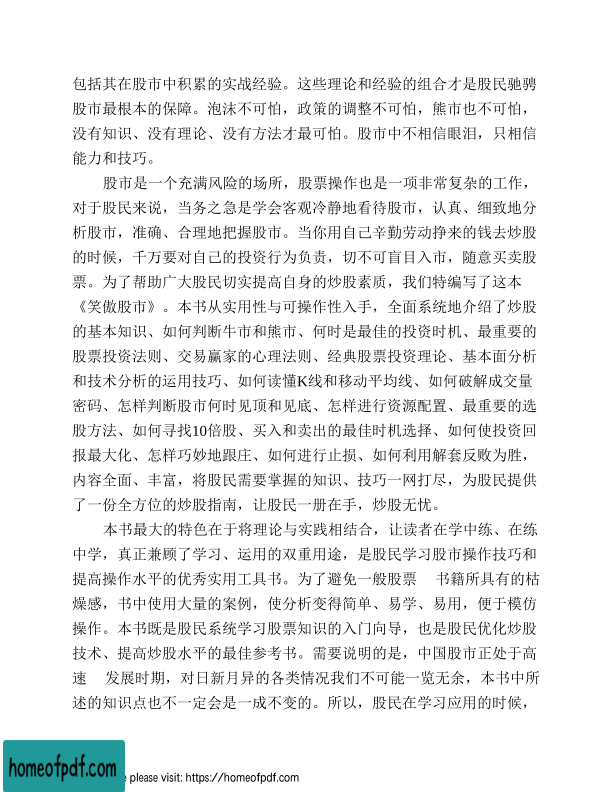 包括其在股市中积累的实战经验。这些理论和经验的组合才是股民驰骋
股市最根本的保障。泡沫不可怕，政策的调整不可怕，熊市也不可怕，
没有知识、没有理论、没有方法才最可怕。股市中不相信眼泪，只相信
能力和技巧。
股市是一个充满风险的场所，股票操作也是一项非常复杂的工作，
对于股民来说，当务之急是学会客观冷静地看待股市，认真、细致地分
析股市，准确、合理地把握股市。当你用自己辛勤劳动挣来的钱去炒股
的时候，千万要对自己的投资行为负责，切不可盲目入市，随意买卖股
票。为了帮助广大股民切实提高自身的炒股素质，我们特编写了这本
《笑傲股市》。本书从实用性与可操作性入手，全面系统地介绍了炒股
的基本知识、如何判断牛市和熊市、何时是最佳的投资时机、最重要的
股票投资法则、交易赢家的心理法则、经典股票投资理论、基本面分析
和技术分析的运用技巧、如何读懂K线和移动平均线、如何破解成交量
密码、怎样判断股市何时见顶和见底、怎样进行资源配置、最重要的选
股方法、如何寻找10倍股、买入和卖出的最佳时机选择、如何使投资回
报最大化、怎样巧妙地跟庄、如何进行止损、如何利用解套反败为胜，
内容全面、丰富，将股民需要掌握的知识、技巧一网打尽，为股民提供
了一份全方位的炒股指南，让股民一册在手，炒股无忧。
本书最大的特色在于将理论与实践相结合，让读者在学中练、在练
中学，真正兼顾了学习、运用的双重用途，是股民学习股市操作技巧和
提高操作水平的优秀实用工具书。为了避免一般股票 书籍所具有的枯
燥感，书中使用大量的案例，使分析变得简单、易学、易用，便于模仿
操作。本书既是股民系统学习股票知识的入门向导，也是股民优化炒股
技术、提高炒股水平的最佳参考书。需要说明的是，中国股市正处于高
速 发展时期，对日新月异的各类情况我们不可能一览无余，本书中所
述的知识点也不一定会是一成不变的。所以，股民在学习应用的时候，
homeofpdf.com
e please visit: https://homeofpdf.com